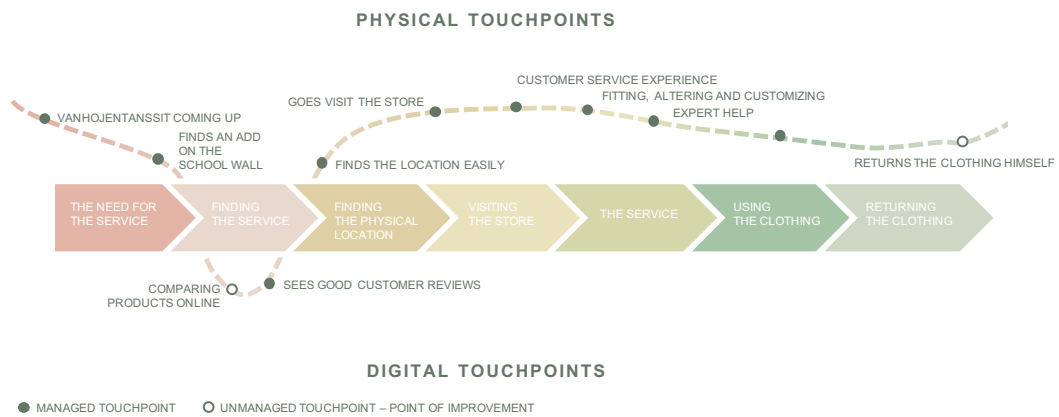 PHYSICAL TOUCHPOINTS
CUSTOMER SERVICE EXPERIENCE
GOES VISIT THE STORE
FITTING, ALTERING AND CUSTOMIZING
EXPERT HELP
VANHOJENTANSSIT COMING UP
FINDS AN ADD
ON THE
SCHOOL WALL
FINDS THE LOCATION EASILY
RETURNS THE CLOTHING HIMSELF
THE NEED FOR
THE SERVICE
FINDING
THE SERVICE
FINDING
THE PHYSICAL
LOCATION
VISITING
THE STORE
THE SERVICE
USING
THE CLOTHING
RETURNING
THE CLOTHING
COMPARING
PRODUCTS ONLINE
SEES GOOD CUSTOMER REVIEWS
DIGITAL TOUCHPOINTS
MANAGED TOUCHPOINT
UNMANAGED TOUCHPOINT – POINT OF IMPROVEMENT